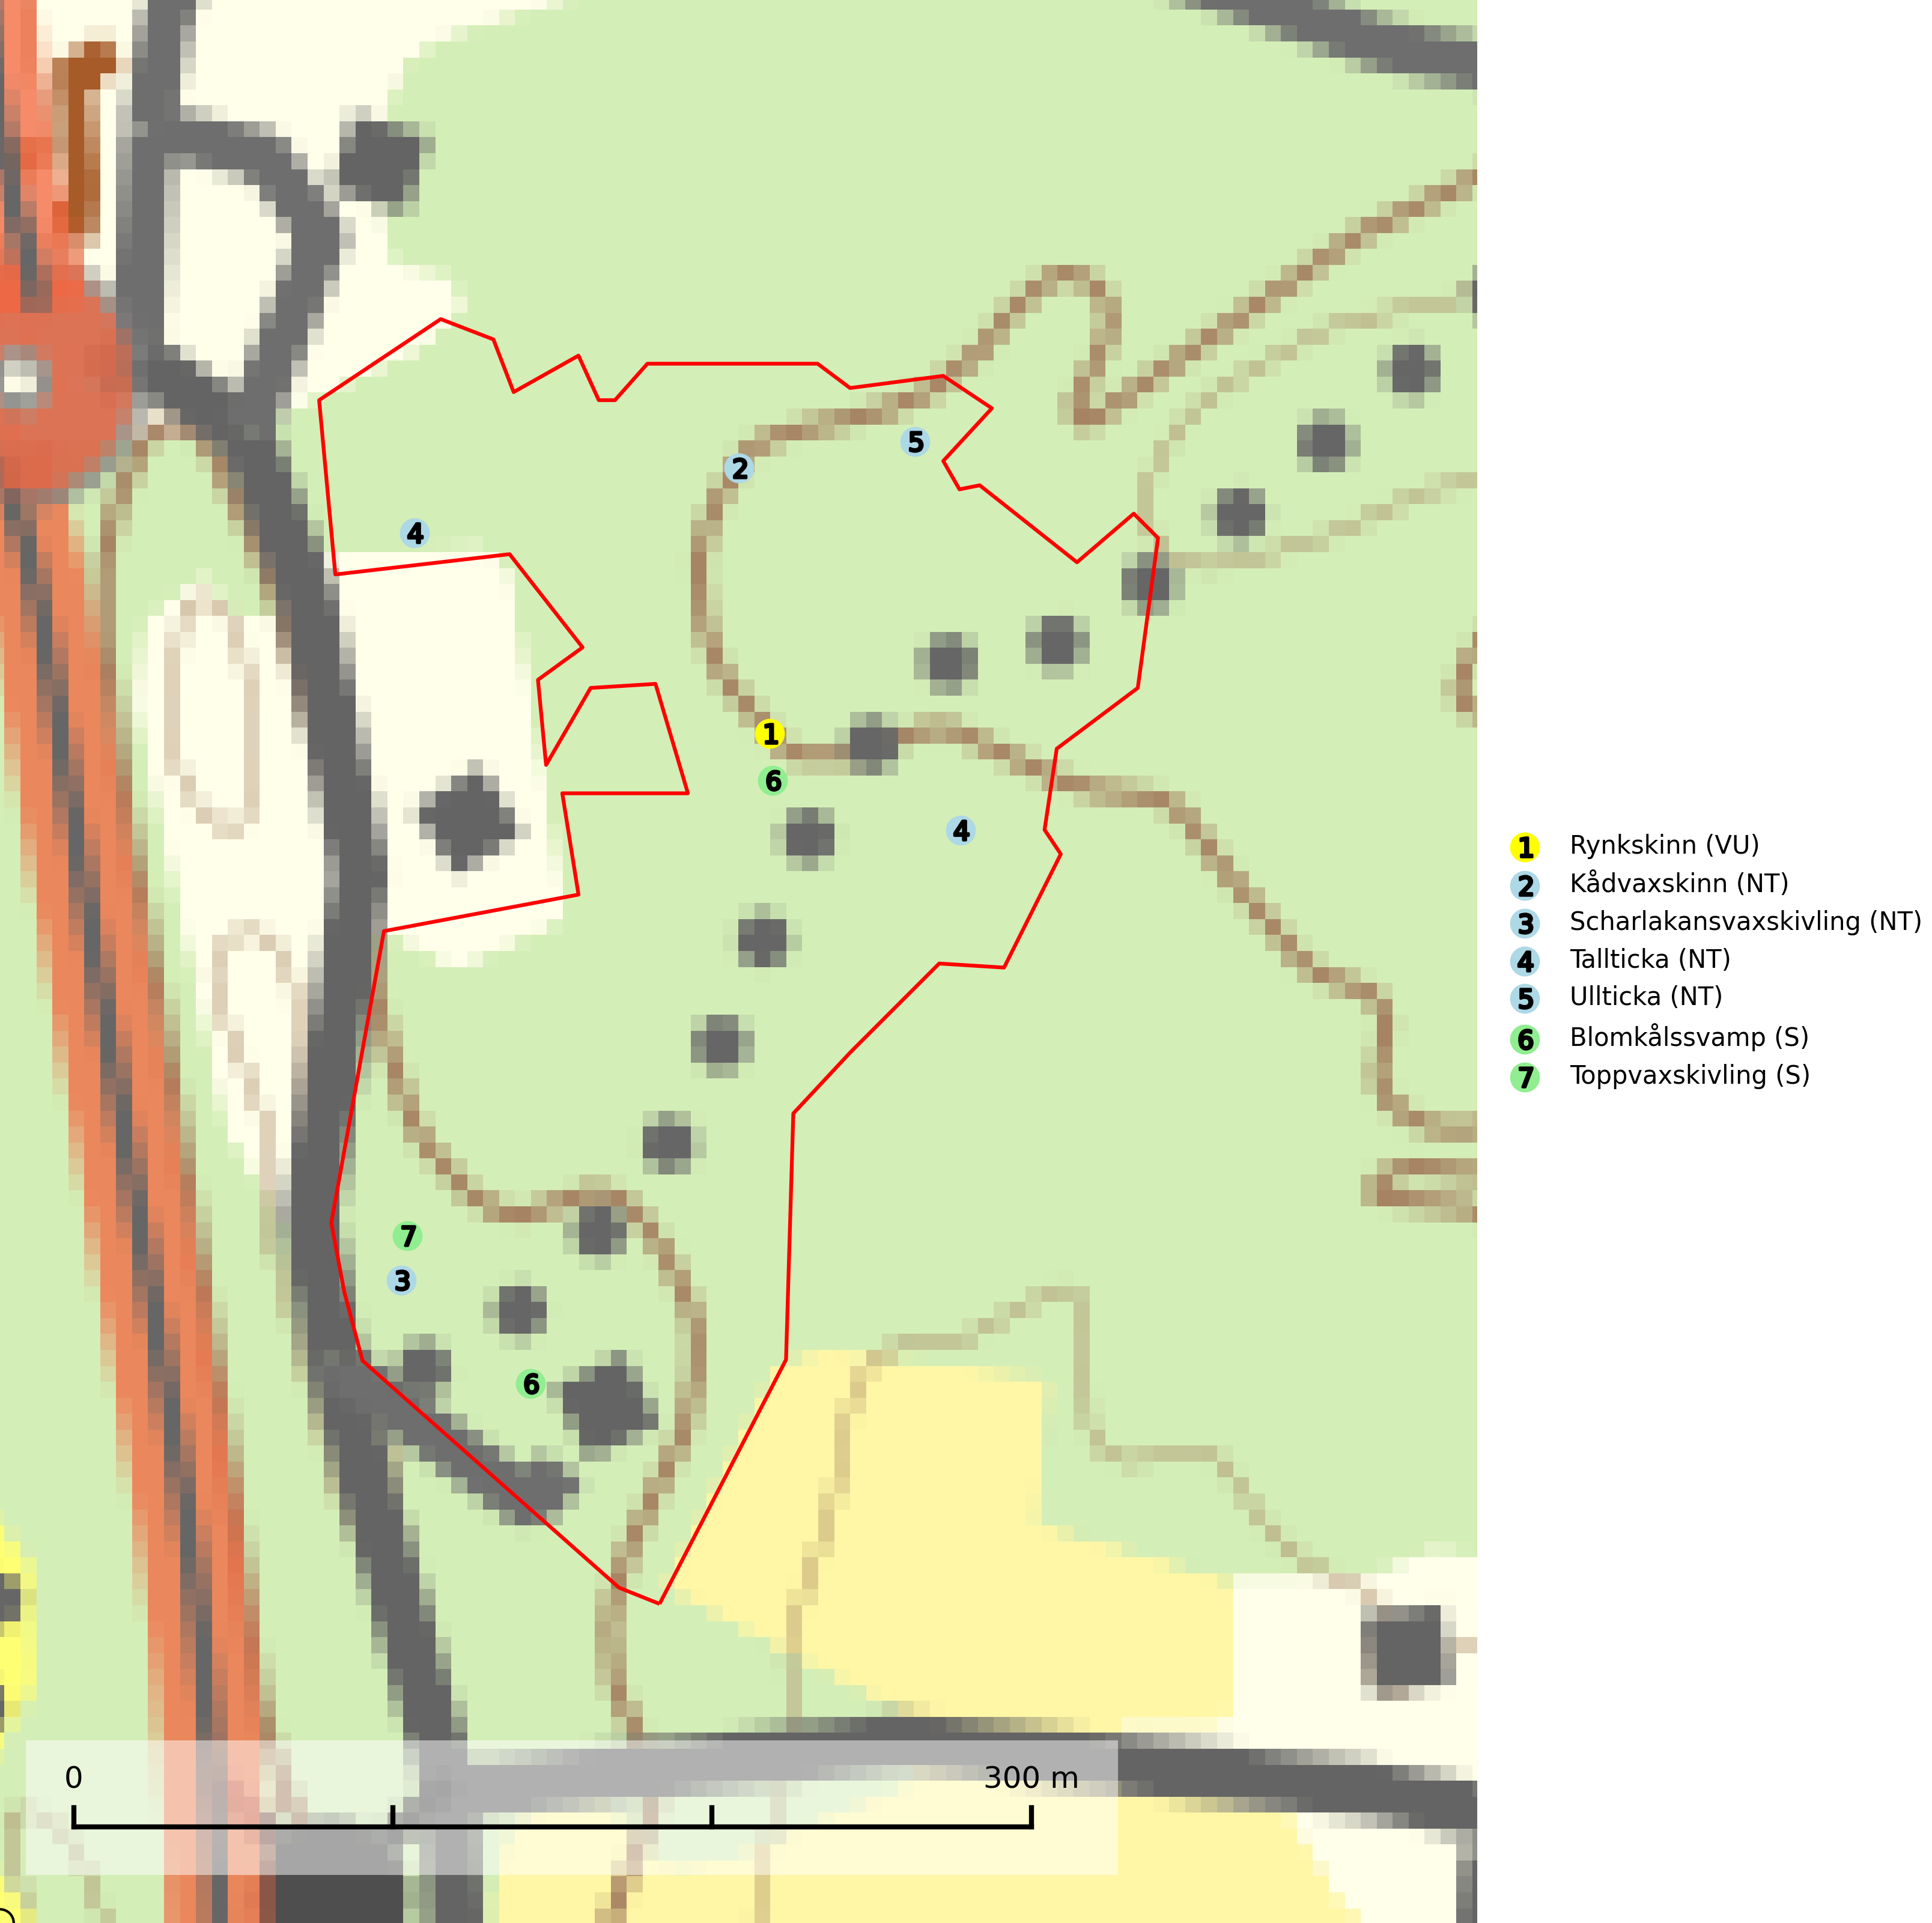 5
2
4
1
6
4
7
3
6
1 Rynkskinn (VU)
2 Kådvaxskinn (NT)
3 Scharlakansvaxskivling (NT)
4 Tallticka (NT)
5 Ullticka (NT)
6 Blomkålssvamp (S)
7 Toppvaxskivling (S)
0 300 m